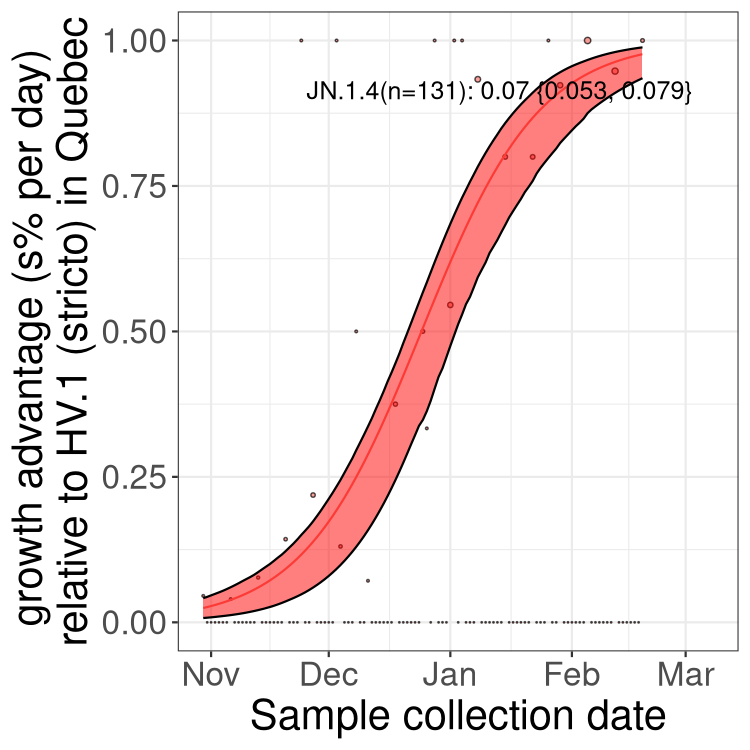 growth advantage (s% per day)
relative to HV.1 (stricto) in Quebec
1.00
JN.1.4(n=131): 0.07 {0.053, 0.079}
0.75
0.50
0.25
0.00
Nov Dec Jan Feb Mar
Sample collection date